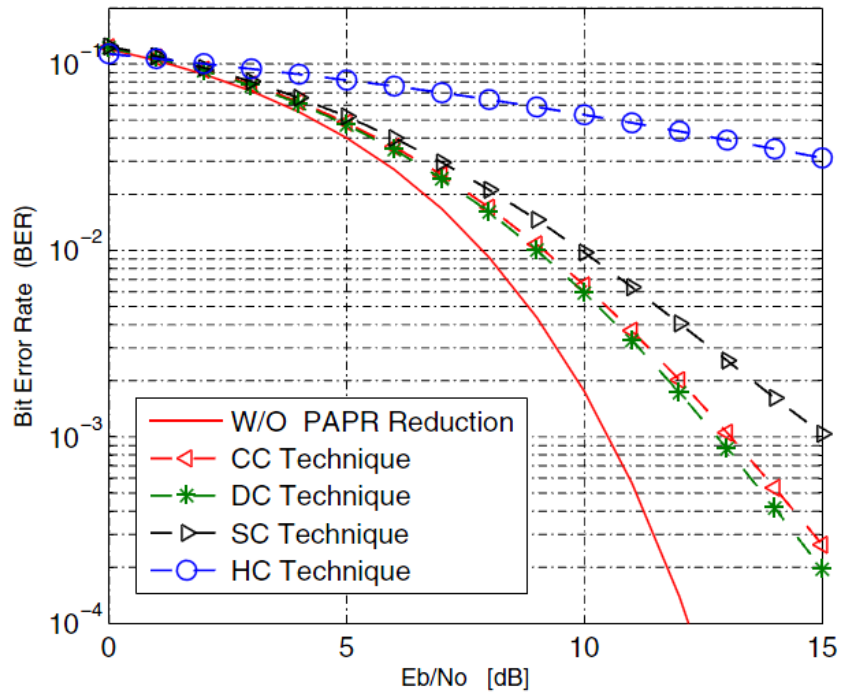 10⁻¹
10⁻²
10⁻³
10⁻⁴
Bit Error Rate (BER)
W/O PAPR Reduction
CC Technique
DC Technique
SC Technique
HC Technique
0 5 10 15
Eb/No [dB]